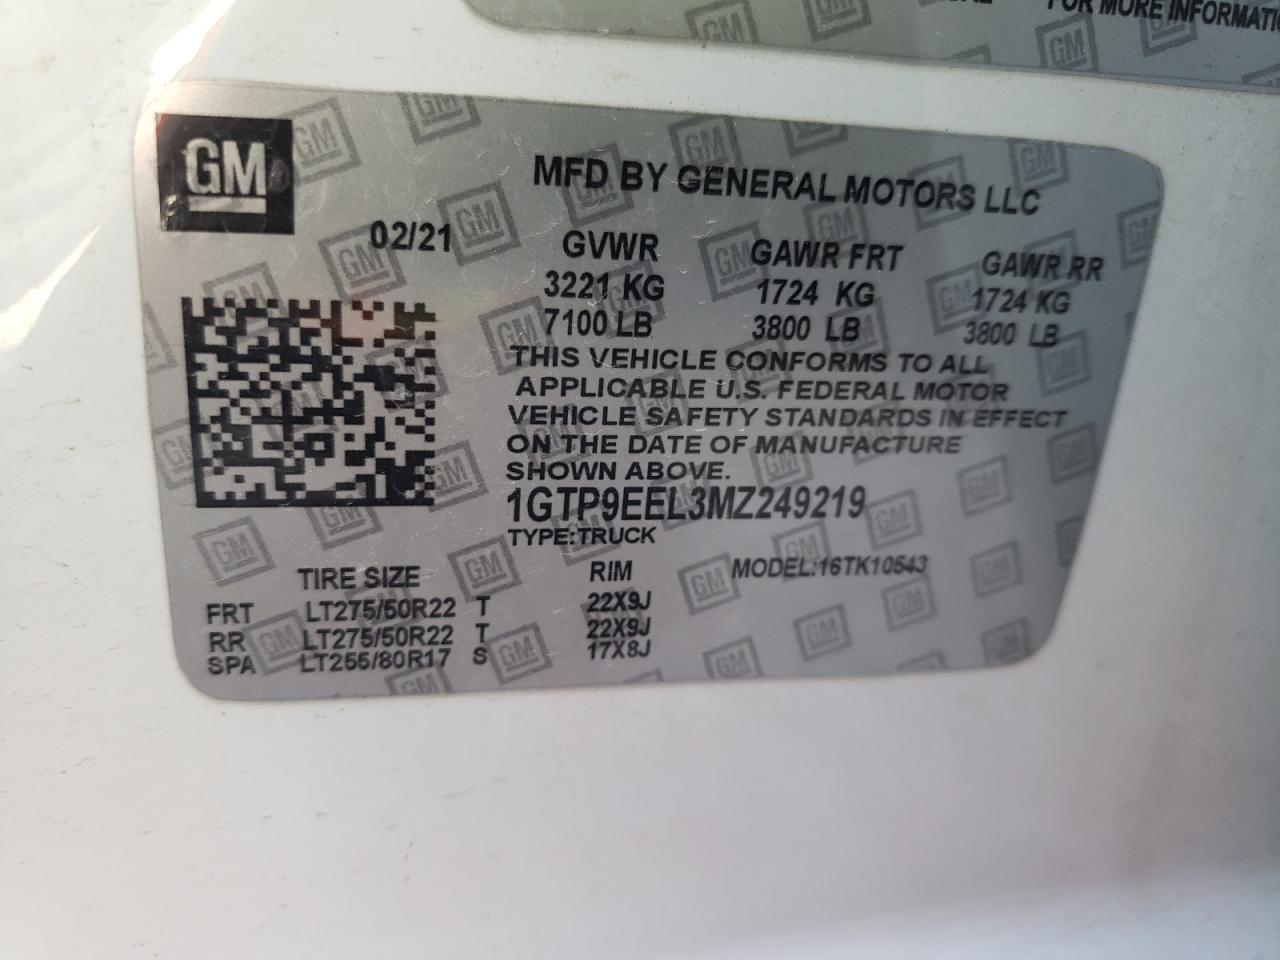 FOR MORE INFORMATI
GM
MFD BY GENERAL MOTORS LLC
02/21
GVWR GAWR FRT GAWR RR
3221 KG 1724 KG 1724 KG
7100 LB 3800 LB 3800 LB
THIS VEHICLE CONFORMS TO ALL
APPLICABLE U.S. FEDERAL MOTOR
VEHICLE SAFETY STANDARDS IN EFFECT
ON THE DATE OF MANUFACTURE
SHOWN ABOVE.
1GTP9EEL3MZ249219
TYPE:TRUCK
TIRE SIZE RIM MODEL:16TK10543
FRT LT275/50R22 T 22X9J
RR LT275/50R22 T 22X9J
SPA LT255/80R17 S 17X8J